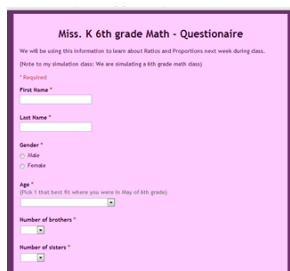 Miss. K 6th grade Math - Questionaire
We will be using this information to learn about Ratios and Proportions next week during class.
(Note to my simulation class: We are simulating a 6th grade math class)
* Required
First Name *
Last Name *
Gender *
Male
Female
Age *
(Pick 1 that best fit where you were in May of 6th grade)
Number of brothers *
Number of sisters *